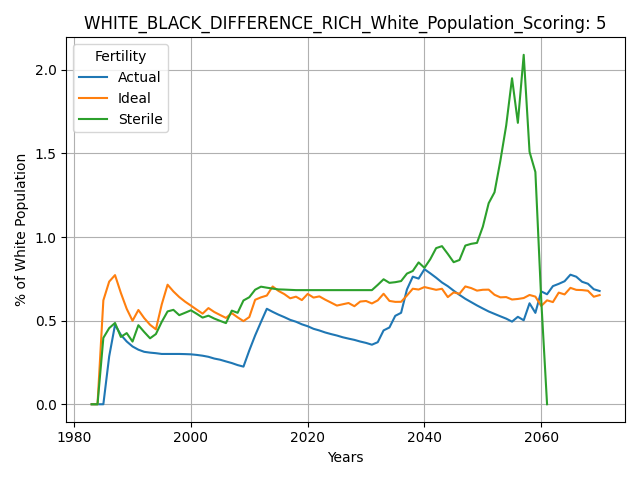 WHITE_BLACK_DIFFERENCE_RICH_White_Population_Scoring: 5
Fertility
Actual
Ideal
Sterile
% of White Population
2.0
1.5
1.0
0.5
0.0
1980 2000 2020 2040 2060
Years